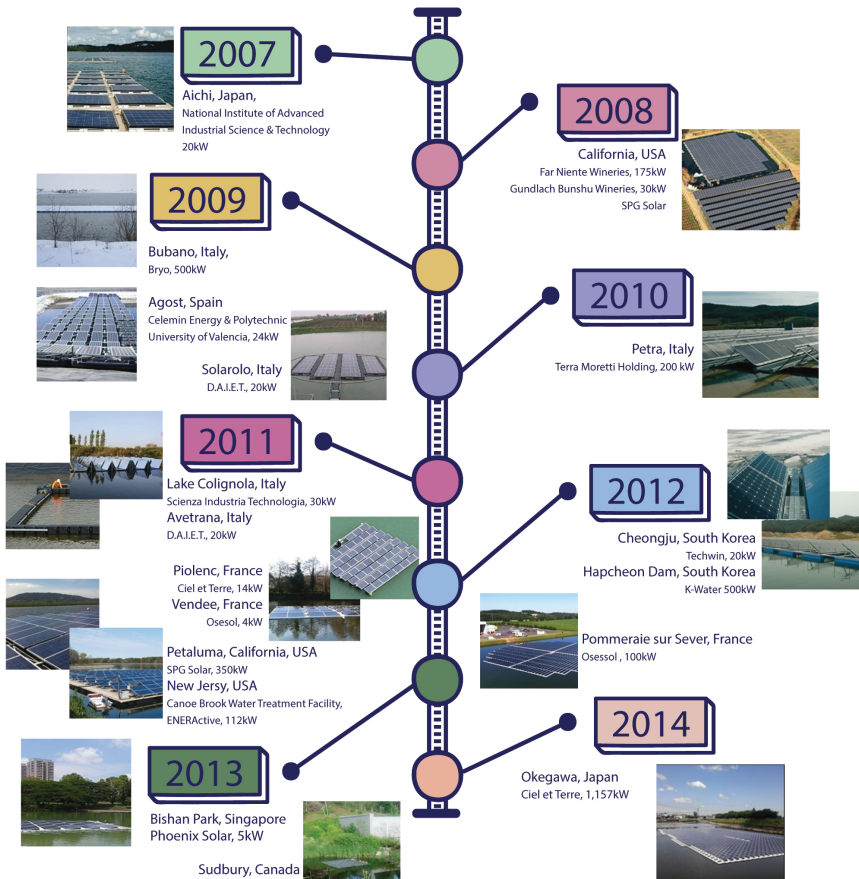 2007
Aichi, Japan,
National Institute of Advanced
Industrial Science & Technology
20kW
2008
California, USA
Far Niente Wineries, 175kW
Gundlach Bunshu Wineries, 30kW
SPG Solar
2009
Bubano, Italy,
Bryo, 500kW
Agost, Spain
Celemin Energy & Polytechnic
University of Valencia, 24kW
Solarolo, Italy
D.A.I.E.T., 20kW
2010
Petra, Italy
Terra Moretti Holding, 200 kW
2011
Lake Colignola, Italy
Scienza Industria Technologia, 30kW
Avetrana, Italy
D.A.I.E.T., 20kW
Piolenc, France
Ciel et Terre, 14kW
Vendee, France
Osesol, 4kW
Petaluma, California, USA
SPG Solar, 350kW
New Jersy, USA
Canoe Brook Water Treatment Facility,
ENERActive, 112kW
2012
Cheongju, South Korea
Techwin, 20kW
Hapcheon Dam, South Korea
K-Water 500kW
Pommeraie sur Sever, France
Osessol , 100kW
2013
Bishan Park, Singapore
Phoenix Solar, 5kW
Sudbury, Canada
2014
Okegawa, Japan
Ciel et Terre, 1,157kW